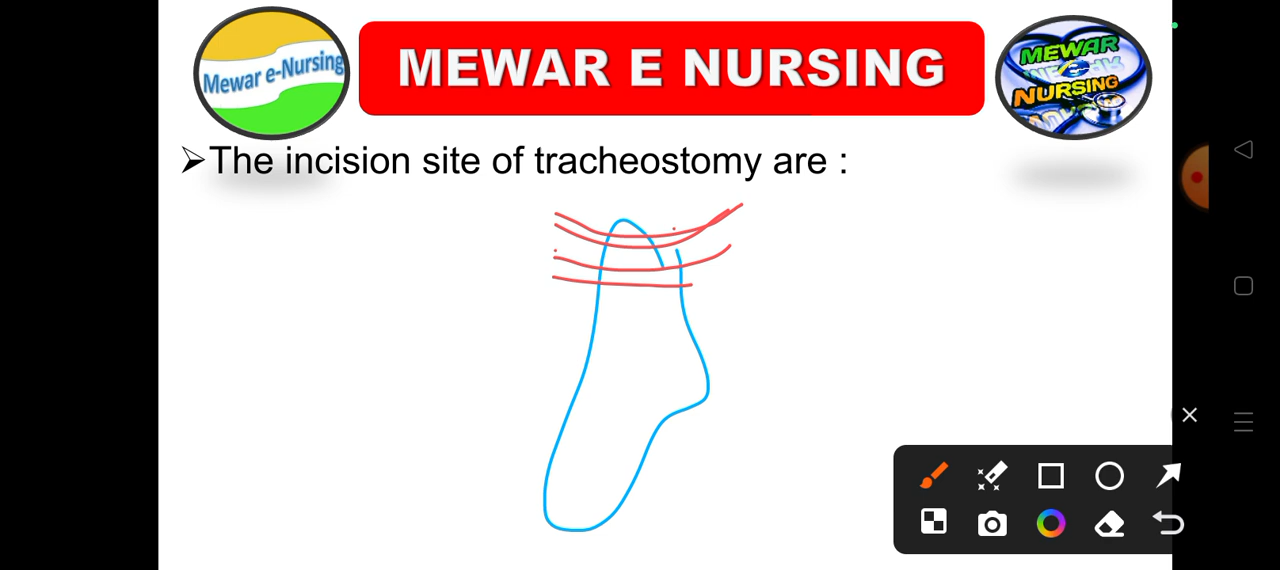 Mewar e-Nursing
MEWAR E NURSING
MEWAR
NURSING
➢The incision site of tracheostomy are :